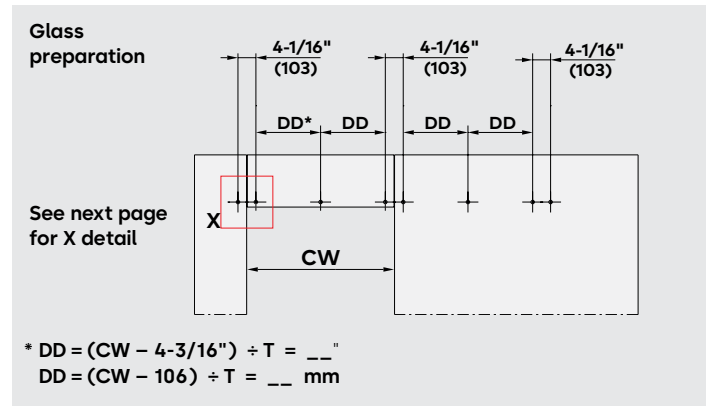 Glass
preparation
4-1/16"
(103)
4-1/16"
(103)
4-1/16"
(103)
DD*
DD
DD
DD
See next page
for X detail
X
CW
* DD = (CW – 4-3/16") ÷ T = __"
DD = (CW – 106) ÷ T = __ mm